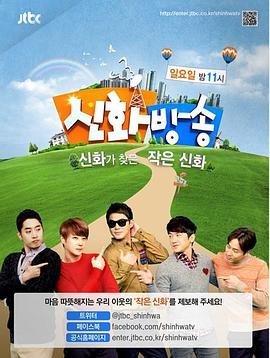 jtbc
http://enter.jtbc.co.kr/shinhwatv
일요일 밤 11시
신화방송
신화가 찾은 작은 신화
마음 따뜻해지는 우리 이웃의 '작은 신화'를 제보해 주세요!
트위터 @jtbc_shinhwa
페이스북 facebook.com/shinhwatv
공식홈페이지 enter.jtbc.co.kr/shinhwatv